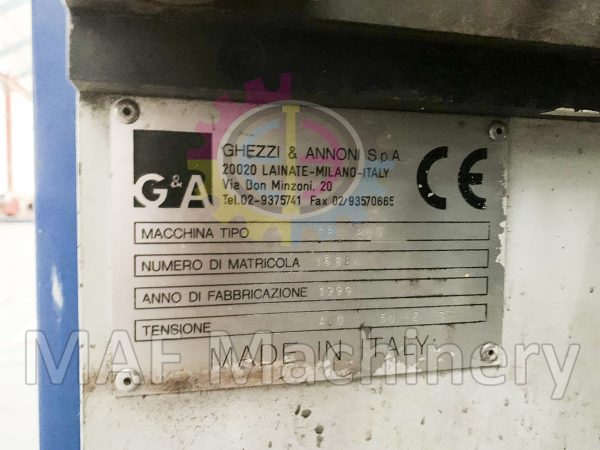 G&A
GHEZZI & ANNONI S.p.A.
20020 LAINATE-MILANO-ITALY
Via Don Minzoni, 20
Tel.02-9375741 Fax 02/93570665
CE
MACCHINA TIPO
NUMERO DI MATRICOLA
ANNO DI FABBRICAZIONE 1999
TENSIONE
MADE IN ITALY
MAF Machinery